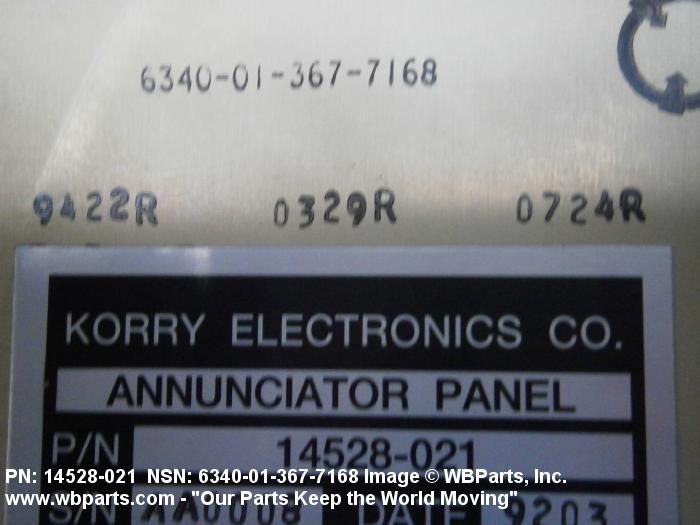 6340-01-367-7168
9422R 0329R 0724R
KORRY ELECTRONICS CO.
ANNUNCIATOR PANEL
P/N 14528-021
PN: 14528-021 NSN: 6340-01-367-7168 Image © WBParts, Inc.
www.wbparts.com - "Our Parts Keep the World Moving"
S/N AA0008 DATE 9203